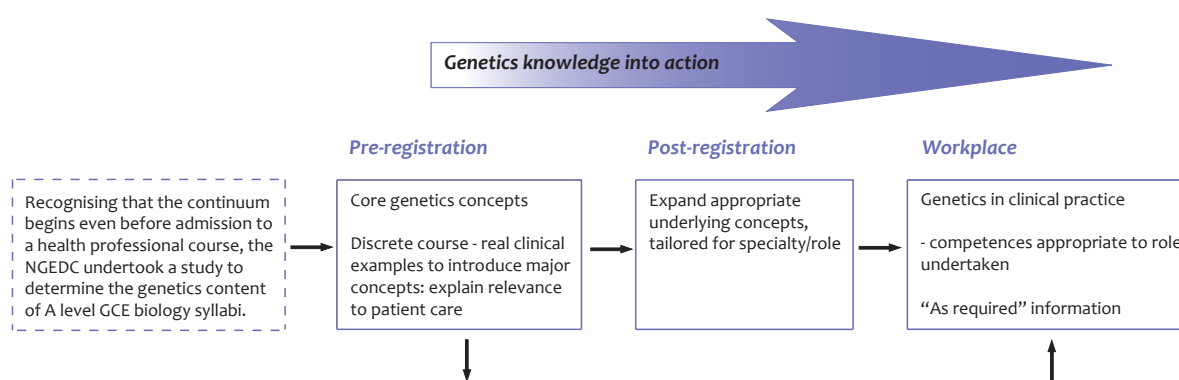 Genetics knowledge into action
Pre-registration
Post-registration
Workplace
Recognising that the continuum
begins even before admission to
a health professional course, the
NGEDC undertook a study to
determine the genetics content
of A level GCE biology syllabi.
Core genetics concepts
Discrete course - real clinical
examples to introduce major
concepts: explain relevance
to patient care
Expand appropriate
underlying concepts,
tailored for specialty/role
Genetics in clinical practice
- competences appropriate to role
undertaken
“As required” information